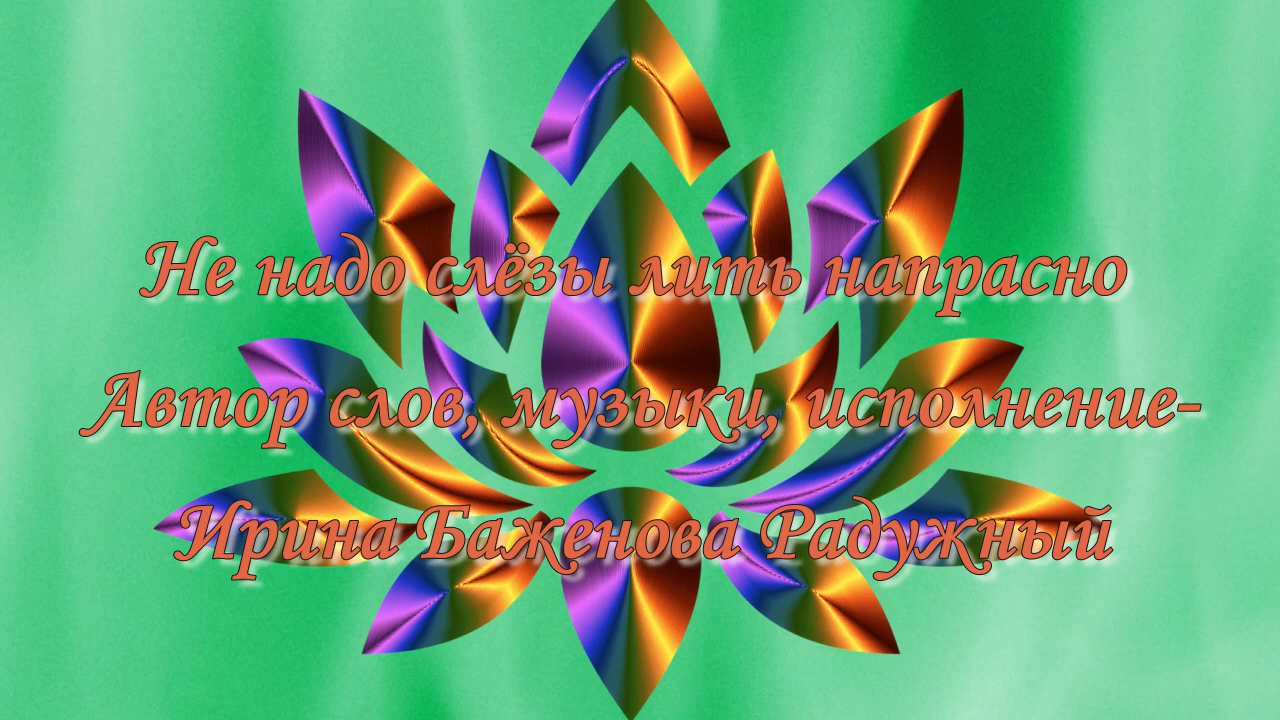 Не надо слёзы лить напрасно
Автор слов, музыки, исполнение-
Ирина Баженова Радужный